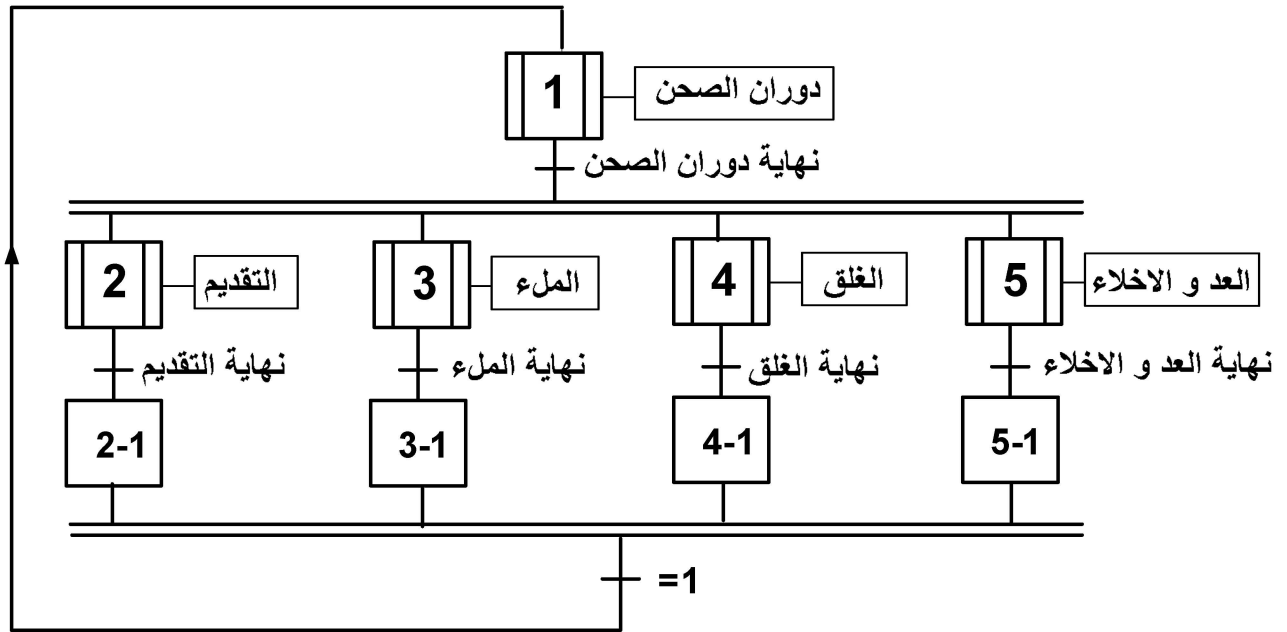 1 دوران الصحن
نهاية دوران الصحن
2 التقديم 3 الملء 4 الغلق 5 العد و الاخلاء
نهاية التقديم نهاية الملء نهاية الغلق نهاية العد و الاخلاء
2-1 3-1 4-1 5-1
=1